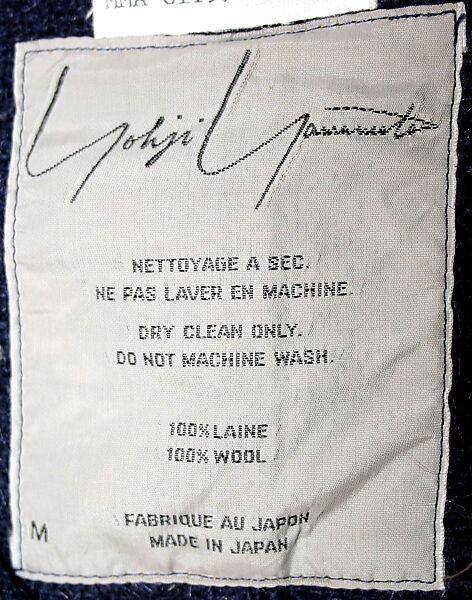 Yohji Yamamoto
NETTOYAGE A SEC.
NE PAS LAVER EN MACHINE.
DRY CLEAN ONLY.
DO NOT MACHINE WASH.
100% LAINE
100% WOOL
M
FABRIQUE AU JAPON
MADE IN JAPAN